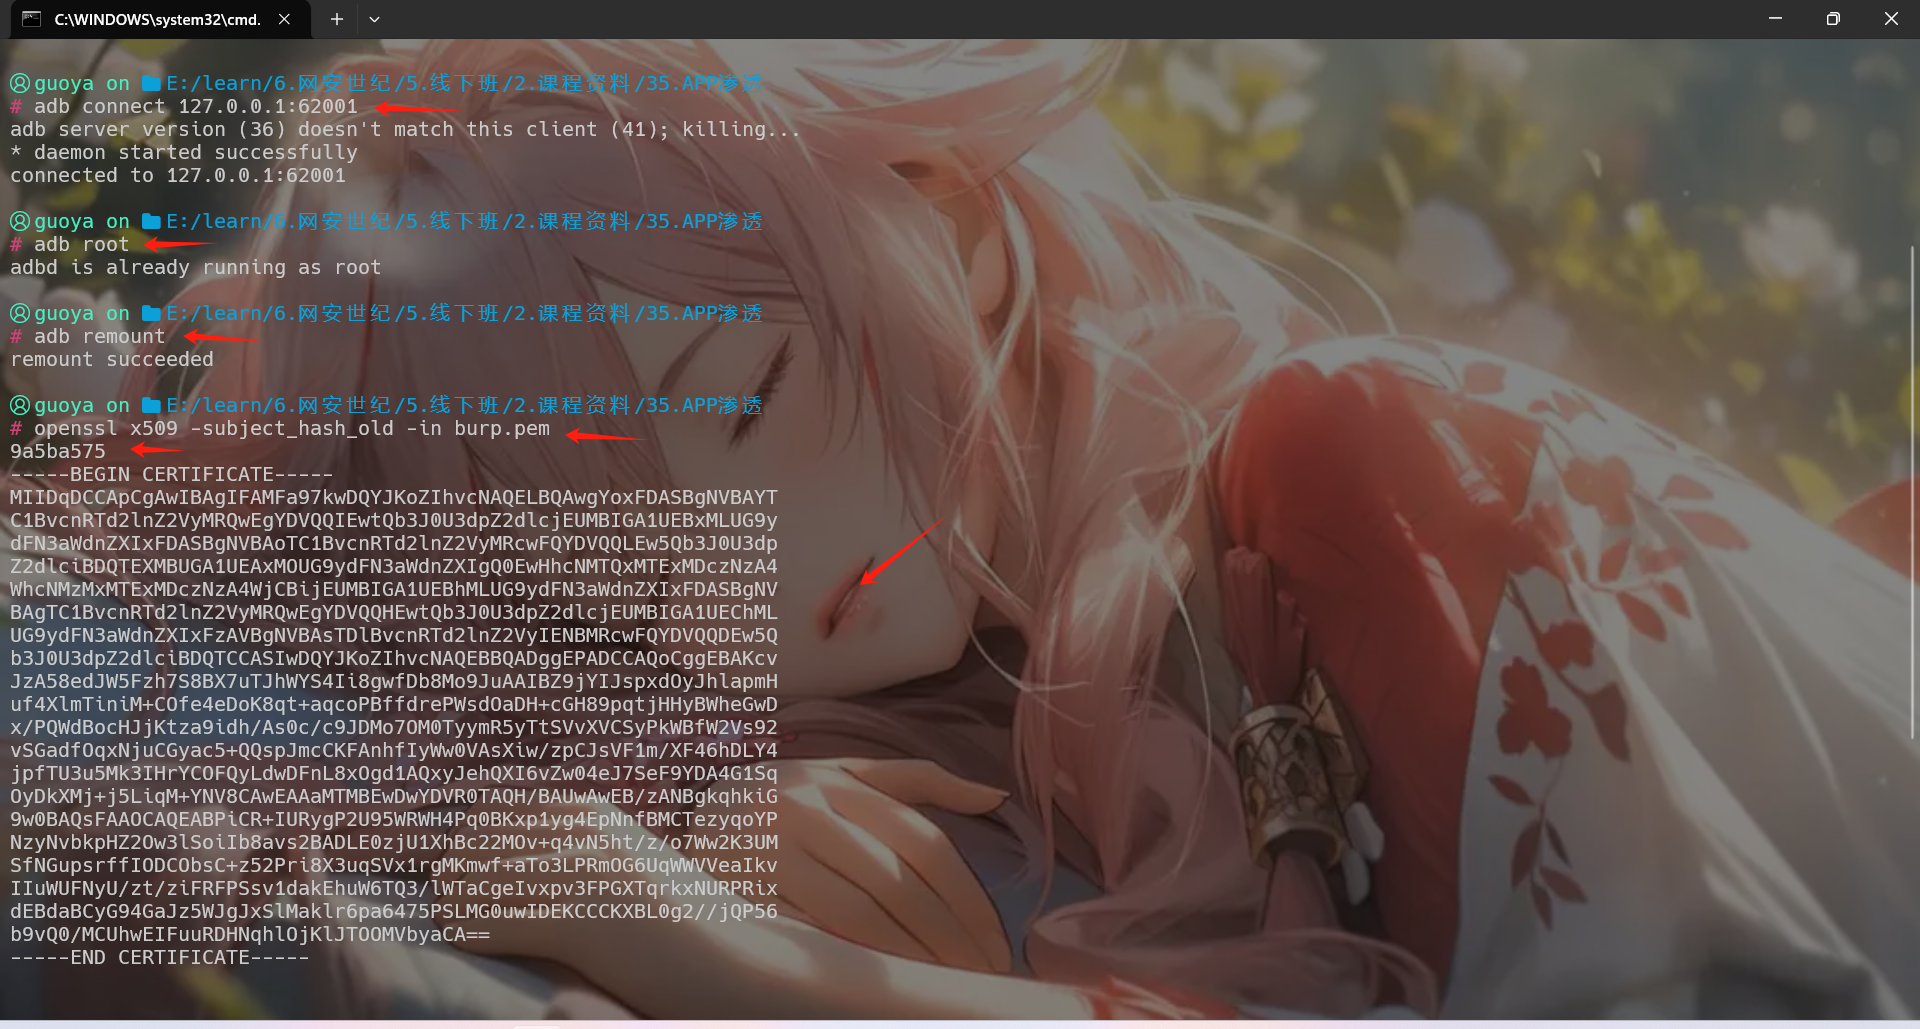 C:\WINDOWS\system32\cmd.
guoya on E:/learn/6.网安世纪/5.线下班/2.课程资料/35.APP渗透
# adb connect 127.0.0.1:62001
adb server version (36) doesn't match this client (41); killing...
* daemon started successfully
connected to 127.0.0.1:62001
guoya on E:/learn/6.网安世纪/5.线下班/2.课程资料/35.APP渗透
# adb root
adbd is already running as root
guoya on E:/learn/6.网安世纪/5.线下班/2.课程资料/35.APP渗透
# adb remount
remount succeeded
guoya on E:/learn/6.网安世纪/5.线下班/2.课程资料/35.APP渗透
# openssl x509 -subject_hash_old -in burp.pem
9a5ba575
-----BEGIN CERTIFICATE-----
MIIDqDCCApCgAwIBAgIFAMFa97kwDQYJKoZIhvcNAQELBQAwgYoxFDASBgNVBAYT
C1BvcnRTd2lnZ2VyMRQwEgYDVQQIEwtQb3J0U3dpZ2dlcjEUMBIGA1UEBxMLUG9y
dFN3aWdnZXIxFDASBgNVBAoTC1BvcnRTd2lnZ2VyMRcwFQYDVQQLEw5Qb3J0U3dp
Z2dlciBDQTEXMBUGA1UEAxMOUG9ydFN3aWdnZXIgQ0EwHhcNMTQxMTExMDczNzA4
WhcNMzMxMTExMDczNzA4WjCBijEUMBIGA1UEBhMLUG9ydFN3aWdnZXIxFDASBgNV
BAgTC1BvcnRTd2lnZ2VyMRQwEgYDVQQHEwtQb3J0U3dpZ2dlcjEUMBIGA1UEChML
UG9ydFN3aWdnZXIxFzAVBgNVBAsTDlBvcnRTd2lnZ2VyIENBMRcwFQYDVQQDEw5Q
b3J0U3dpZ2dlciBDQTCCASIwDQYJKoZIhvcNAQEBBQADggEPADCCAQoCggEBAKcv
JzA58edJW5Fzh7S8BX7uTJhWYS4Ii8gwfDb8Mo9JuAAIBZ9jYIJspxdOyJhlapmH
uf4XlmTiniM+COfe4eDoK8qt+aqcoPBffdrePWsdOaDH+cGH89pqtjHHyBWheGwD
x/PQWdBocHJjKtza9idh/As0c/c9JDMo7OM0TyymR5yTtSVvXVCSyPkWBfW2Vs92
vSGadfOqxNjuCGyac5+QQspJmcCKFAnhfIyWw0VAsXiw/zpCJsVF1m/XF46hDLY4
jpfTU3u5Mk3IHrYCOFQyLdwDFnL8xOgd1AQxyJehQXI6vZw04eJ7SeF9YDA4G1Sq
OyDkXMj+j5LiqM+YNV8CAwEAAaMTMBEwDwYDVR0TAQH/BAUwAwEB/zANBgkqhkiG
9w0BAQsFAAOCAQEABPiCR+IURygP2U95WRWH4Pq0BKxp1yg4EpNnfBMCTezyqoYP
NzyNvbkpHZ2Ow3lSoiIb8avs2BADLE0zjU1XhBc22MOv+q4vN5ht/z/o7Ww2K3UM
SfNGupsrffIODCObsC+z52Pri8X3uqSVx1rgMKmwf+aTo3LPRmOG6UqWWVVeaIkv
IIuWUFNyU/zt/ziFRFPSsv1dakEhuW6TQ3/lWTaCgeIvxpv3FPGXTqrkxNURPRix
dEBdaBCyG94GaJz5WJgJxSlMaklr6pa6475PSLMG0uwIDEKCCCKXBL0g2//jQP56
b9vQ0/MCUhwEIFuuRDHNqhlOjKlJTOOMVbyaCA==
-----END CERTIFICATE-----